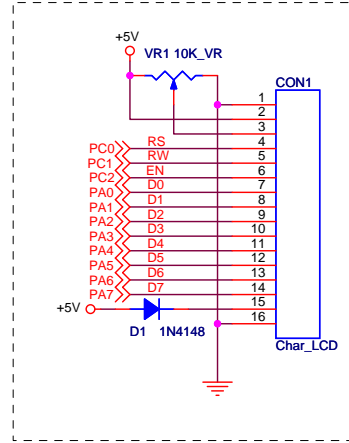 +5V
VR1 10K_VR
CON1
1
2
3
PC0 RS 4
PC1 RW 5
PC2 EN 6
PA0 D0 7
PA1 D1 8
PA2 D2 9
PA3 D3 10
PA4 D4 11
PA5 D5 12
PA6 D6 13
PA7 D7 14
+5V 15
16
D1 1N4148
Char_LCD